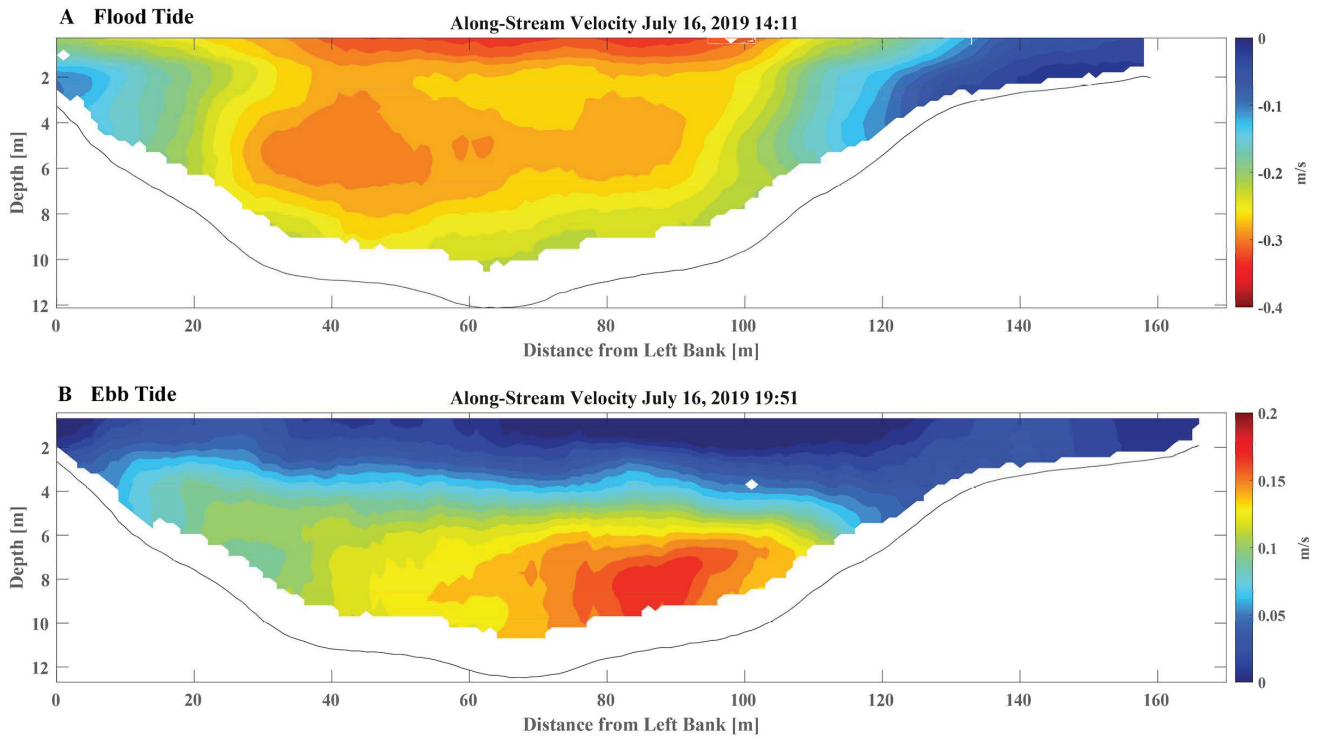 A Flood Tide
Along-Stream Velocity July 16, 2019 14:11
Depth [m]
2
4
6
8
10
12
0 20 40 60 80 100 120 140 160
Distance from Left Bank [m]
0
-0.1
-0.2
-0.3
-0.4
m/s
B Ebb Tide
Along-Stream Velocity July 16, 2019 19:51
Depth [m]
2
4
6
8
10
12
0 20 40 60 80 100 120 140 160
Distance from Left Bank [m]
0.2
0.15
0.1
0.05
0
m/s